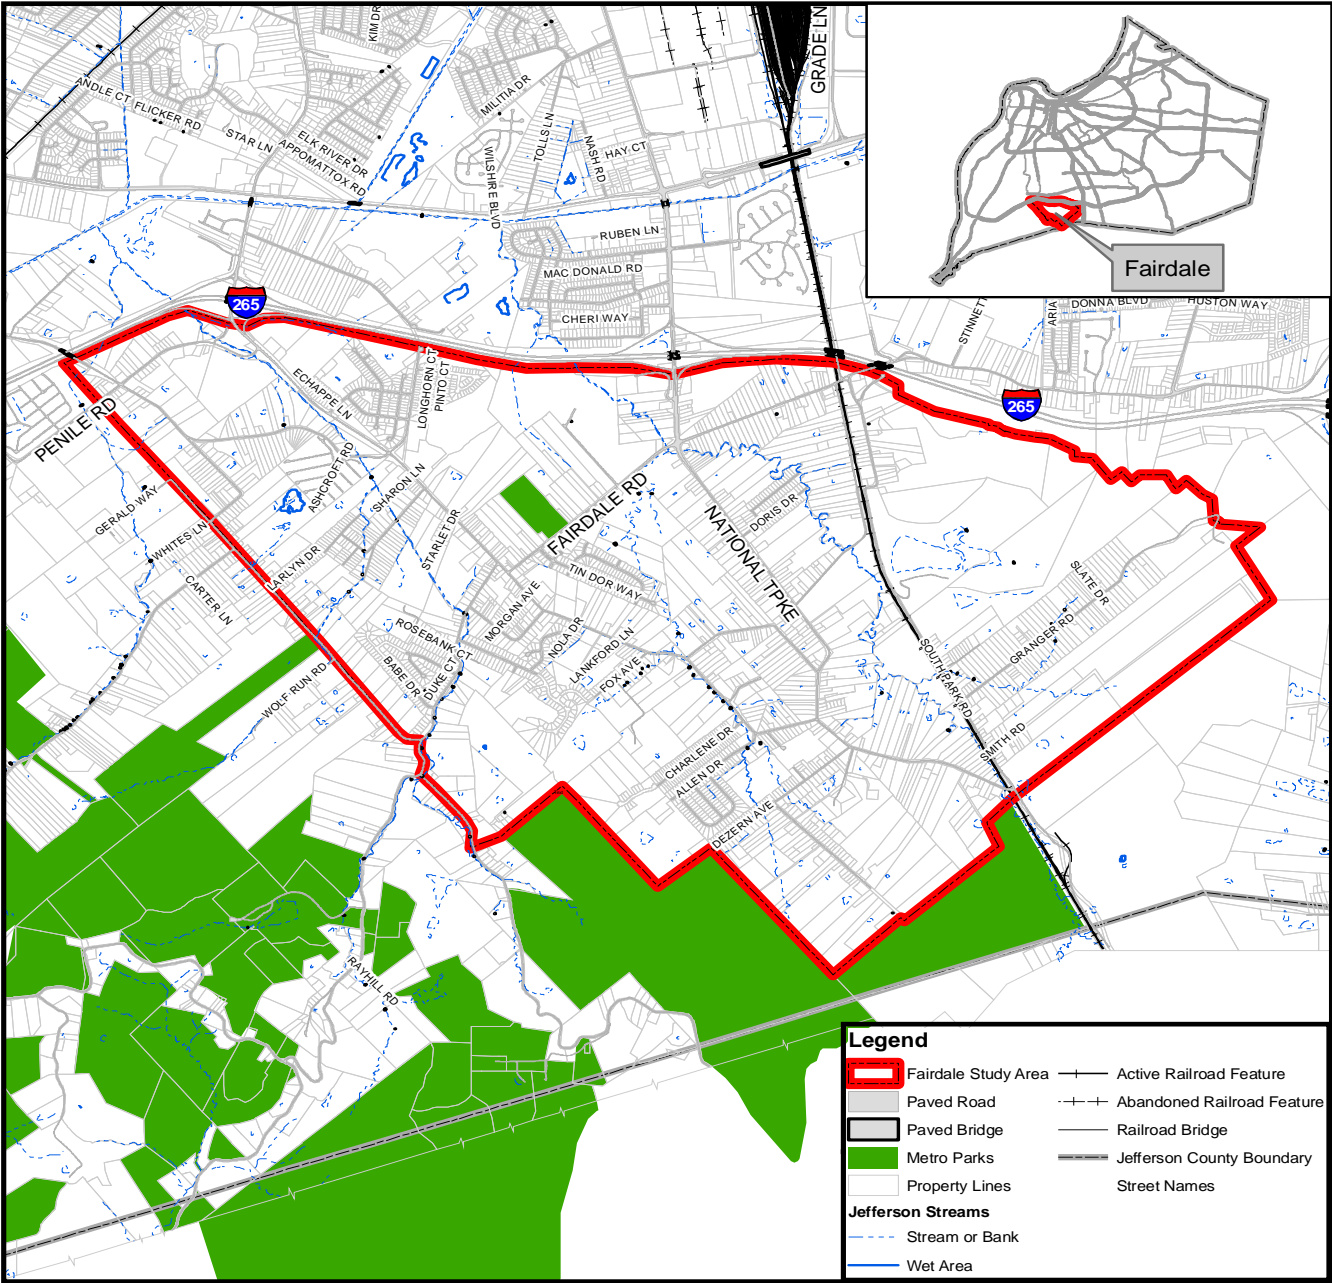 KIM DR
GRADE LN
ANDLE CT
FLICKER RD
STAR LN
ELK RIVER DR
APPOMATTOX RD
MILITIA DR
WILSHIRE BLVD
TOLLS LN
NASH RD
HAY CT
RUBEN LN
MAC DONALD RD
CHERI WAY
Fairdale
265
STINNETT
ARIA
DONNA BLVD
HUSTON WAY
265
PENILE RD
ECHAPPE LN
LONGHORN CT
PINTO CT
ASHCROFT RD
SHARON LN
STARLET DR
GERALD WAY
WHITES LN
CARTER LN
LARLYN DR
FAIRDALE RD
NATIONAL TPKE
DORIS DR
TIN DOR WAY
MORGAN AVE
NOLA DR
LANKFORD LN
FOX AVE
ROSEBANK CT
BABE DR
DUKE CT
WOLF RUN RD
SLATE DR
GRANGER RD
SOUTH PARK RD
SMITH RD
CHARLENE DR
ALLEN DR
DEZERN AVE
RAYHILL RD
Legend
Fairdale Study Area
Paved Road
Paved Bridge
Metro Parks
Property Lines
Jefferson Streams
Stream or Bank
Wet Area
Active Railroad Feature
Abandoned Railroad Feature
Railroad Bridge
Jefferson County Boundary
Street Names